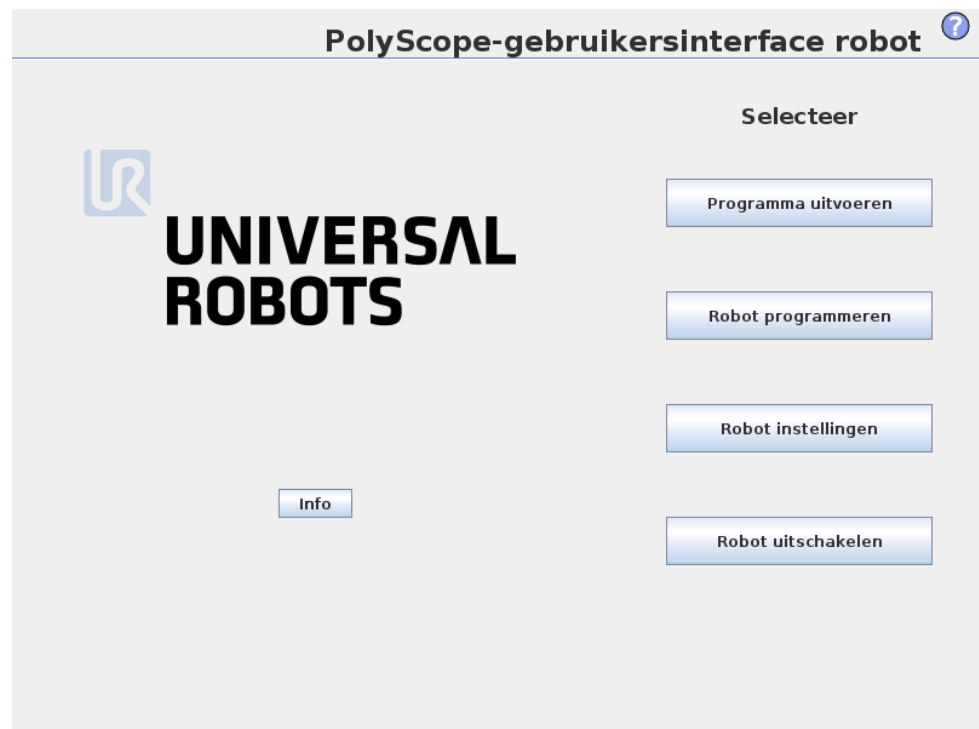 PolyScope-gebruikersinterface robot
?
Selecteer
UR
UNIVERSAL
ROBOTS
Programma uitvoeren
Robot programmeren
Robot instellingen
Info
Robot uitschakelen